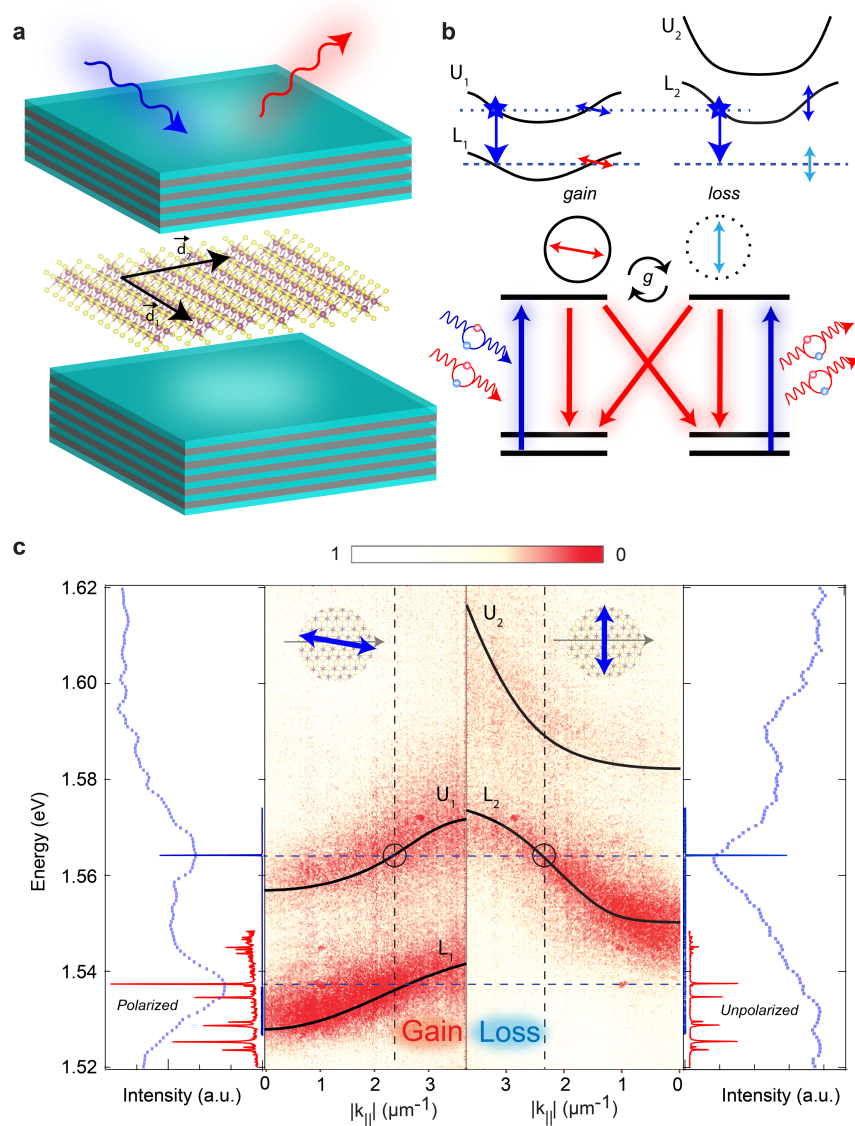 a
d₂
d₁
b
U₂
U₁
L₂
L₁
gain
loss
g
c
1
0
1.62
1.60
1.58
1.56
1.54
1.52
Energy (eV)
U₂
U₁
L₂
L₁
Polarized
Gain
Loss
Unpolarized
0
1
2
3
3
2
1
0
Intensity (a.u.)
|k||| (μm⁻¹)
|k||| (μm⁻¹)
Intensity (a.u.)